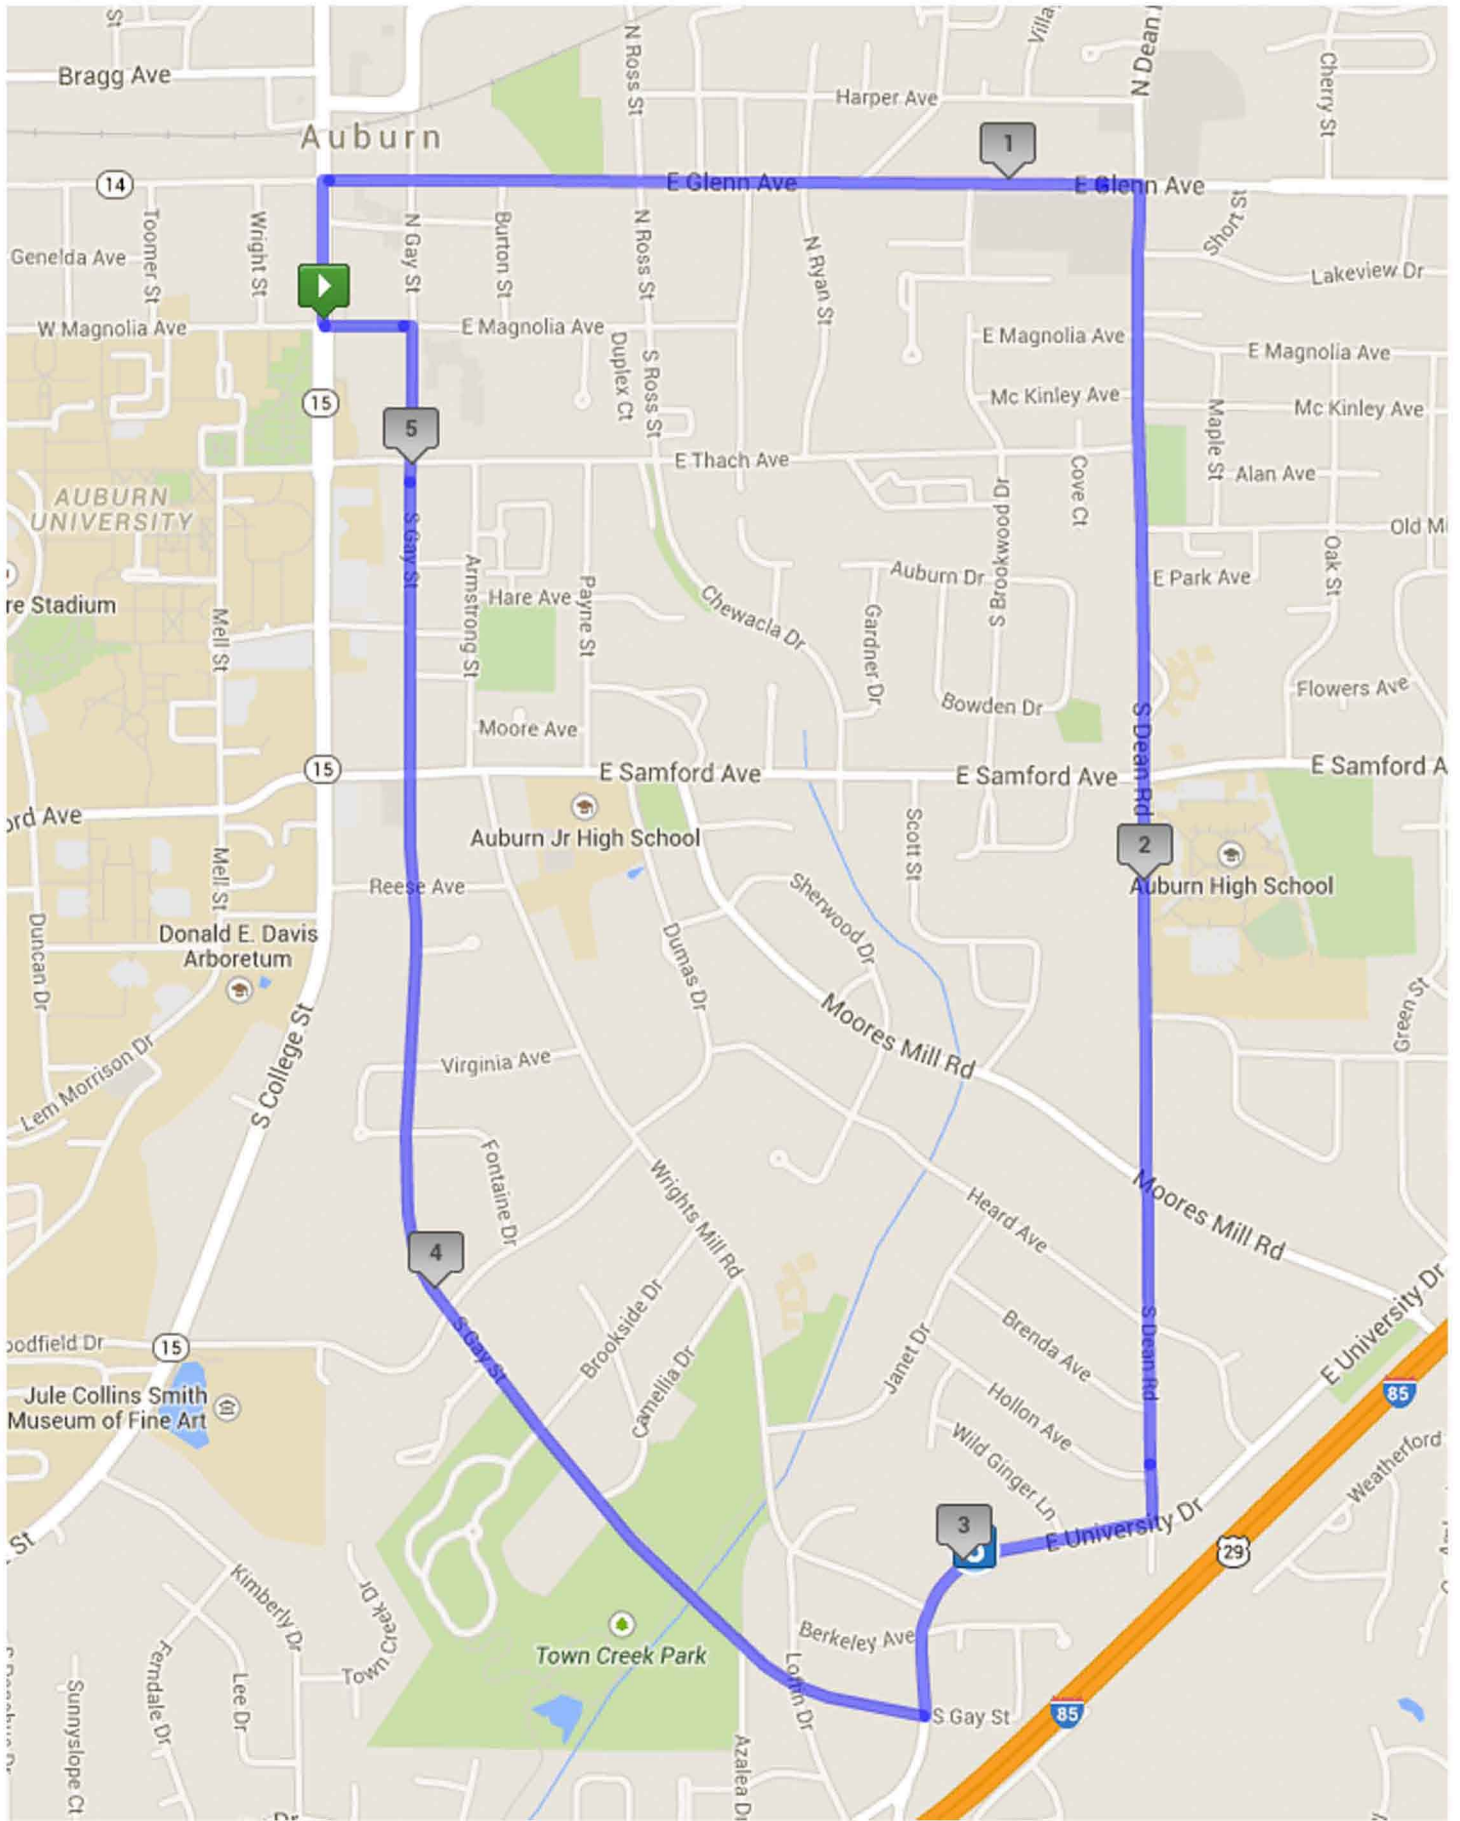 St
Bragg Ave
N Ross St
Villa
N Dean
Cherry St
Harper Ave
Auburn
1
14
E Glenn Ave
E Glenn Ave
Toomer St
Wright St
N Gay St
Burton St
N Ross St
N Ryan St
Short St
Genelda Ave
Lakeview Dr
W Magnolia Ave
E Magnolia Ave
E Magnolia Ave
E Magnolia Ave
Duplex Ct
S Ross St
15
Mc Kinley Ave
Mc Kinley Ave
5
Maple St
E Thach Ave
Alan Ave
Cove Ct
S Brookwood Dr
AUBURN
UNIVERSITY
Old Mi
S Gay St
Oak St
Auburn Dr
E Park Ave
re Stadium
Armstrong St
Hare Ave
Payne St
Chewacla Dr
Gardner Dr
Mell St
Flowers Ave
Bowden Dr
S Dean Rd
Moore Ave
15
E Samford Ave
E Samford Ave
E Samford A
ord Ave
Auburn Jr High School
Scott St
2
Mell St
Reese Ave
Sherwood Dr
Auburn High School
Duncan Dr
Donald E. Davis
Arboretum
Dumas Dr
Green St
Moores Mill Rd
S College St
Lem Morrison Dr
Virginia Ave
Fontaine Dr
Wrights Mill Rd
Heard Ave
Moores Mill Rd
4
E University Dr
Brookside Dr
S Gay St
oodfield Dr
15
Brenda Ave
S Dean Rd
Janet Dr
Camellia Dr
85
Jule Collins Smith
Museum of Fine Art
Hollon Ave
Wild Ginger Ln
Weatherford
3
E University Dr
St
29
Kimberly Dr
Town Creek Dr
Town Creek Park
Berkeley Ave
Ferndale Dr
Lee Dr
Sunnyslope Ct
Loftin Dr
S Gay St
85
Azalea D
Dr